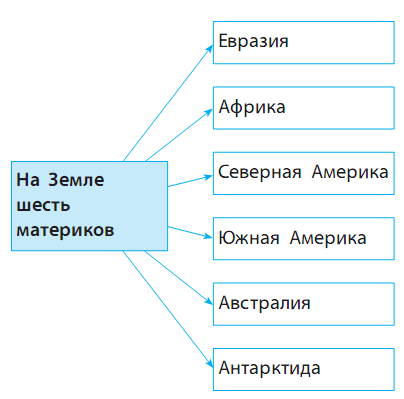 На Земле
шесть
материков
Евразия
Африка
Северная Америка
Южная Америка
Австралия
Антарктида